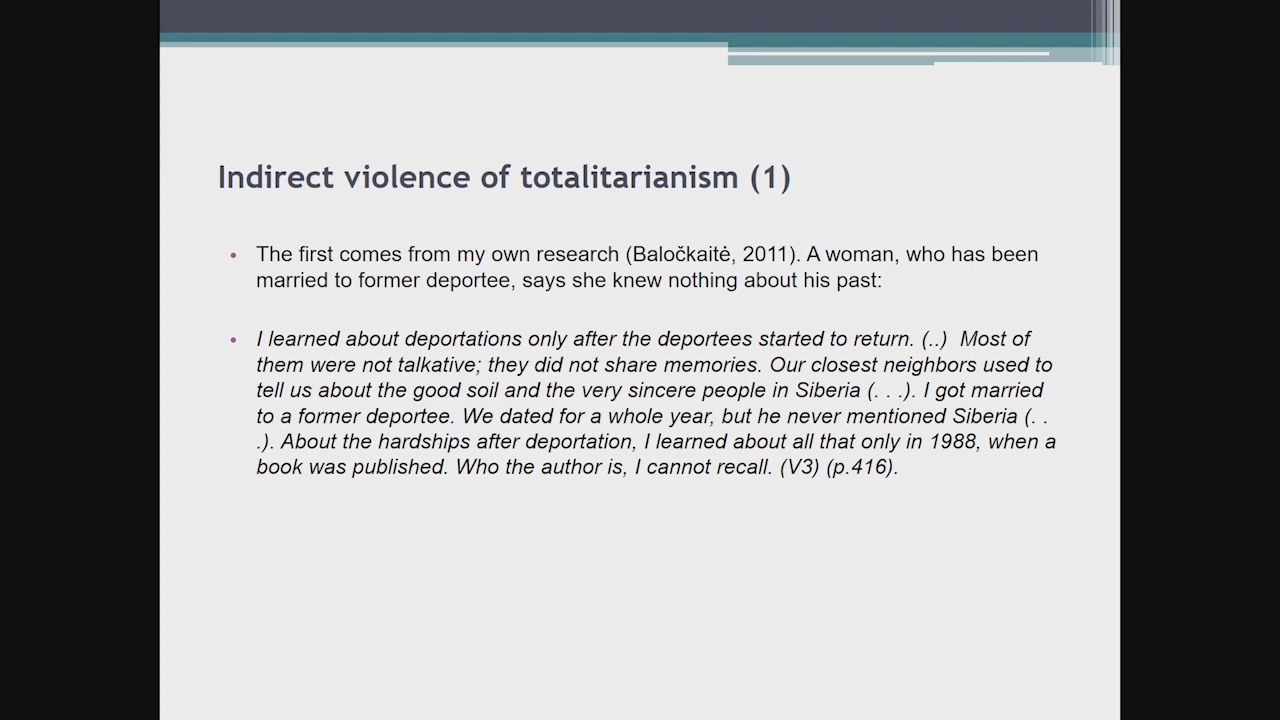 Indirect violence of totalitarianism (1)
• The first comes from my own research (Baločkaitė, 2011). A woman, who has been
married to former deportee, says she knew nothing about his past:
• I learned about deportations only after the deportees started to return. (..)  Most of
them were not talkative; they did not share memories. Our closest neighbors used to
tell us about the good soil and the very sincere people in Siberia (. . .). I got married
to a former deportee. We dated for a whole year, but he never mentioned Siberia (. .
.). About the hardships after deportation, I learned about all that only in 1988, when a
book was published. Who the author is, I cannot recall. (V3) (p.416).